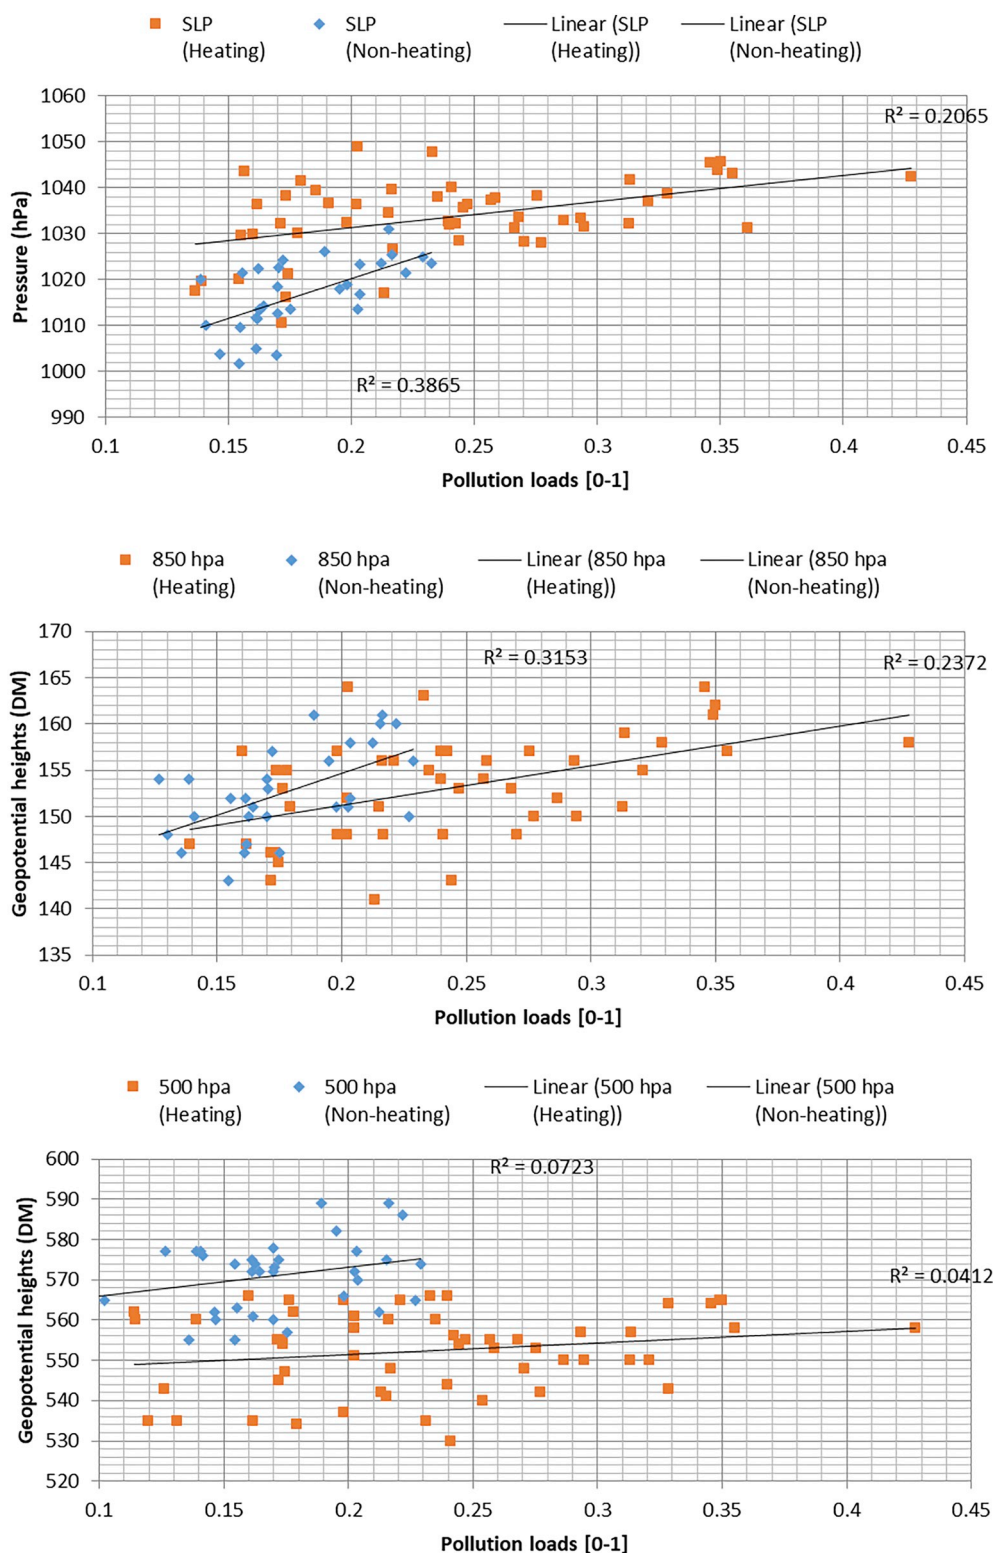 SLP (Heating)
SLP (Non-heating)
Linear (SLP (Heating))
Linear (SLP (Non-heating))
1060
1050
1040
1030
1020
1010
1000
990
Pressure (hPa)
R² = 0.2065
R² = 0.3865
0.1 0.15 0.2 0.25 0.3 0.35 0.4 0.45
Pollution loads [0-1]
850 hpa (Heating)
850 hpa (Non-heating)
Linear (850 hpa (Heating))
Linear (850 hpa (Non-heating))
170
165
160
155
150
145
140
135
Geopotential heights (DM)
R² = 0.3153
R² = 0.2372
0.1 0.15 0.2 0.25 0.3 0.35 0.4 0.45
Pollution loads [0-1]
500 hpa (Heating)
500 hpa (Non-heating)
Linear (500 hpa (Heating))
Linear (500 hpa (Non-heating))
600
590
580
570
560
550
540
530
520
Geopotential heights (DM)
R² = 0.0723
R² = 0.0412
0.1 0.15 0.2 0.25 0.3 0.35 0.4 0.45
Pollution loads [0-1]